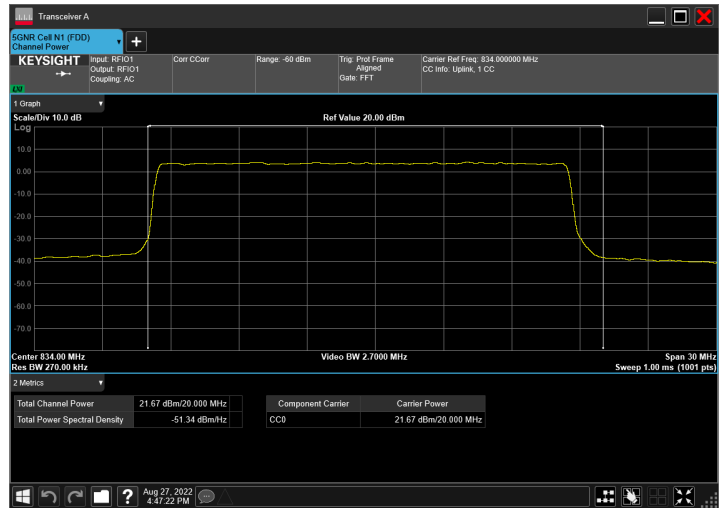 Transceiver A
5GNR Cell N1 (FDD)
Channel Power
KEYSIGHT
LXI
Input: RFIO1
Output: RFIO1
Coupling: AC
Corr CCorr
Range: -60 dBm
Trig: Prot Frame
Aligned
Gate: FFT
Carrier Ref Freq: 834.000000 MHz
CC Info: Uplink, 1 CC
1 Graph
Scale/Div 10.0 dB
Ref Value 20.00 dBm
Log
10.0
0.00
-10.0
-20.0
-30.0
-40.0
-50.0
-60.0
-70.0
Center 834.00 MHz
Video BW 2.7000 MHz
Span 30 MHz
Res BW 270.00 kHz
Sweep 1.00 ms (1001 pts)
2 Metrics
Total Channel Power 21.67 dBm/20.000 MHz
Total Power Spectral Density -51.34 dBm/Hz
Component Carrier Carrier Power
CC0 21.67 dBm/20.000 MHz
?
Aug 27, 2022
4:47:22 PM